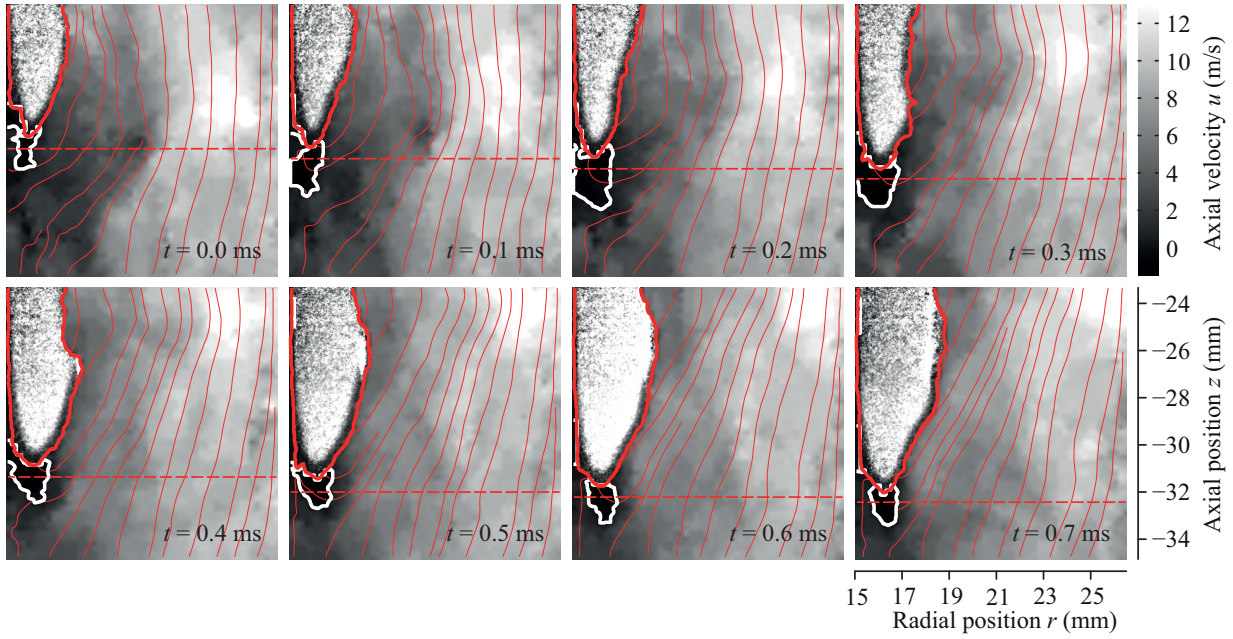 t = 0.0 ms
t = 0.1 ms
t = 0.2 ms
t = 0.3 ms
12
10
8
6
4
2
0
Axial velocity u (m/s)
t = 0.4 ms
t = 0.5 ms
t = 0.6 ms
t = 0.7 ms
−24
−26
−28
−30
−32
−34
Axial position z (mm)
15 17 19 21 23 25
Radial position r (mm)